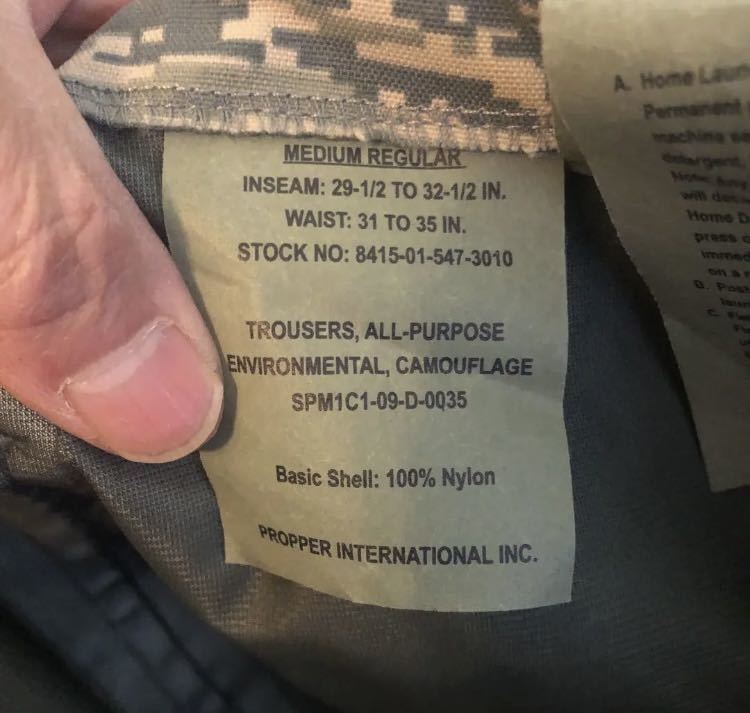 MEDIUM REGULAR
INSEAM: 29-1/2 TO 32-1/2 IN.
WAIST: 31 TO 35 IN.
STOCK NO: 8415-01-547-3010
TROUSERS, ALL-PURPOSE
ENVIRONMENTAL, CAMOUFLAGE
SPM1C1-09-D-0035
Basic Shell: 100% Nylon
PROPPER INTERNATIONAL INC.
A. Home
Permanent
machine
detergent,
Home
press
on a
B.
C.